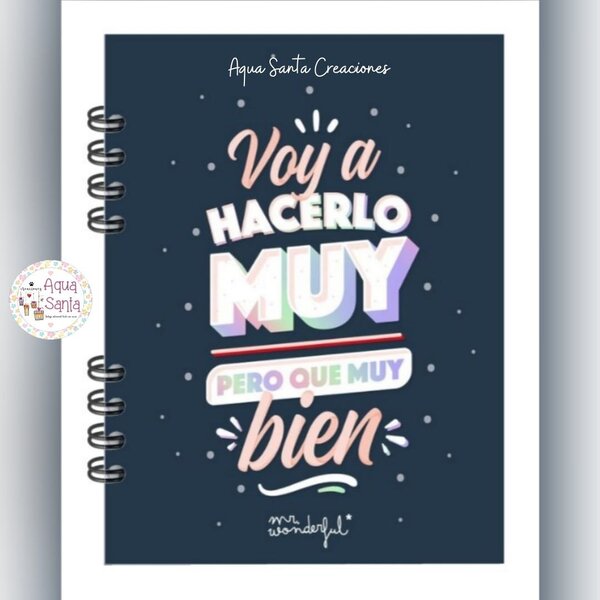 Aqua Santa Creaciones
Voy a
HACERLO
MUY
PERO QUE MUY
bien
mr.
wonderful*
Aqua
Santa